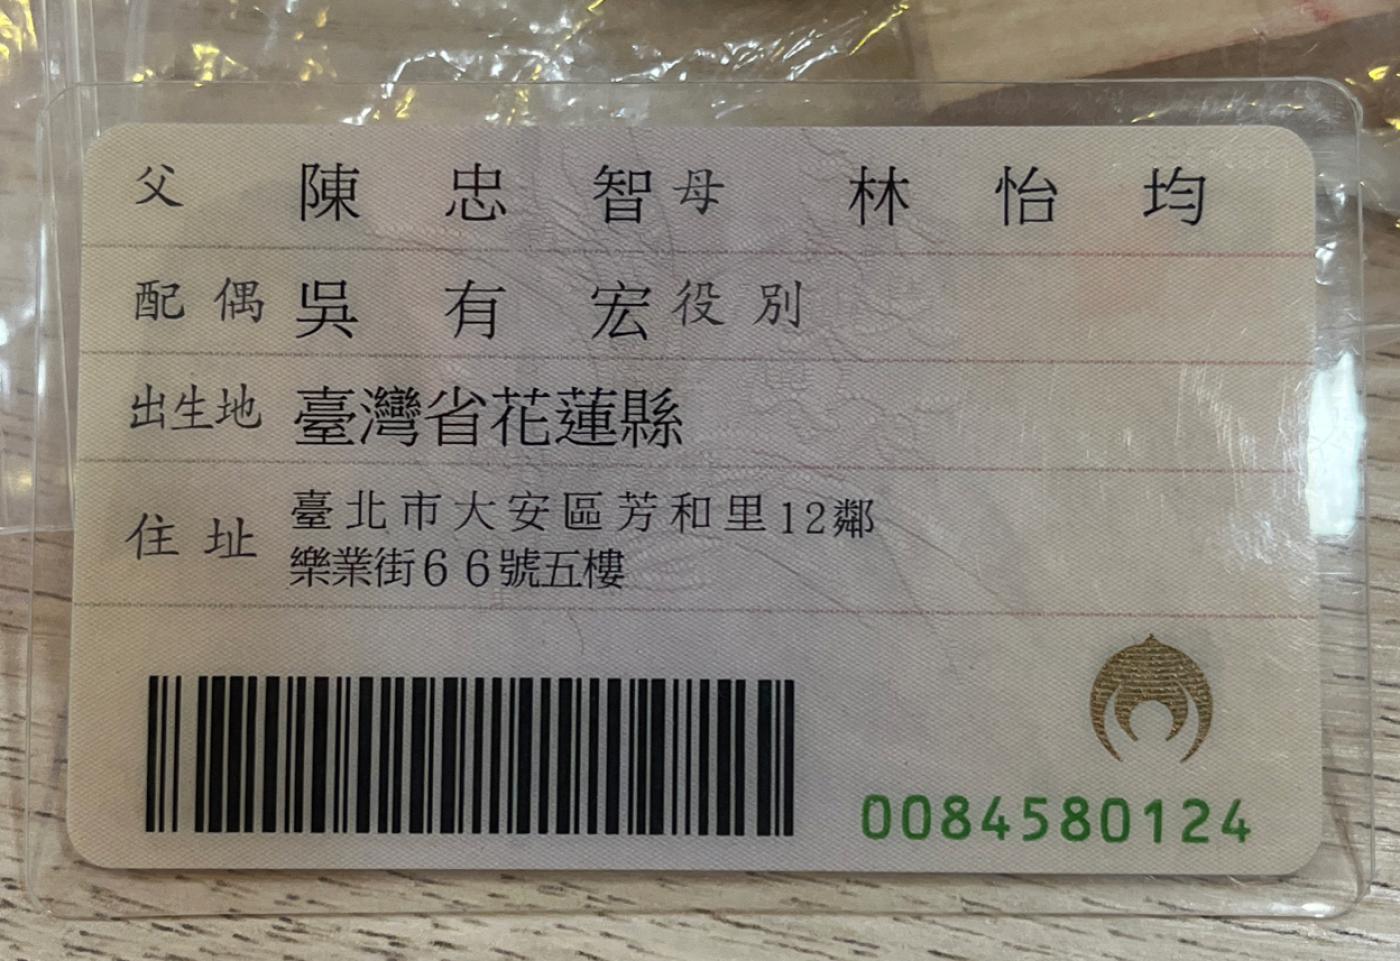 父 陳忠智 母 林怡均
配偶 吳有宏 役別
出生地 臺灣省花蓮縣
住址 臺北市大安區芳和里12鄰
樂業街66號五樓
0084580124